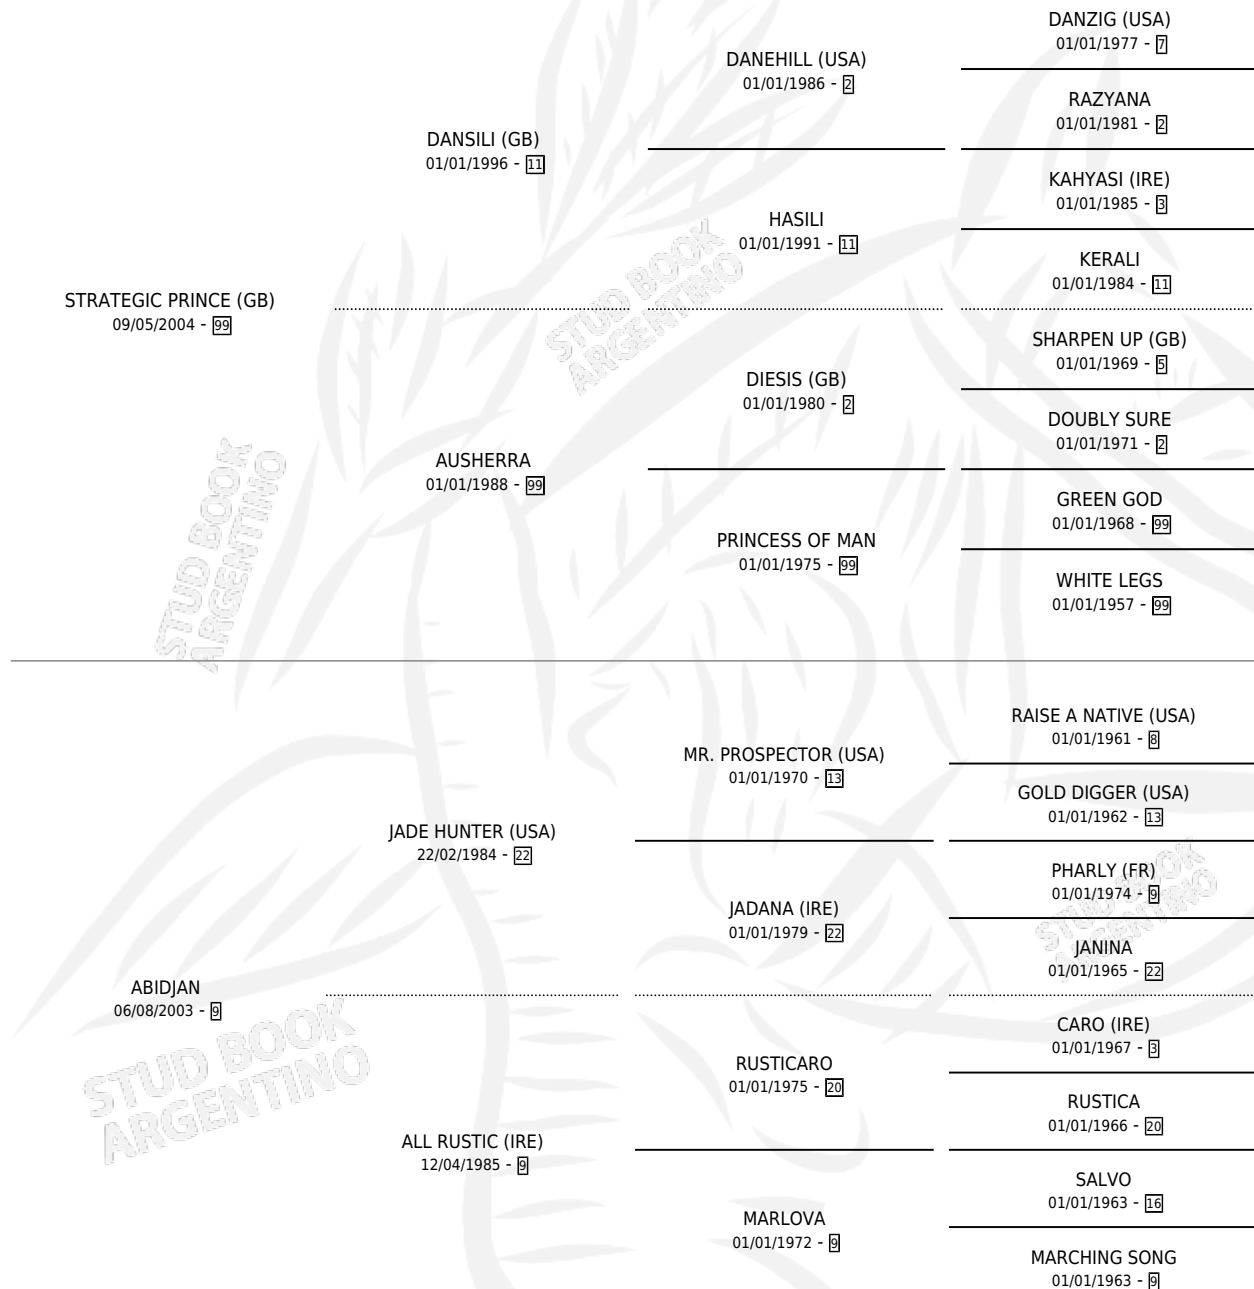 DANZIG (USA)
01/01/1977 - 7
DANEHILL (USA)
01/01/1986 - 2
RAZYANA
01/01/1981 - 2
DANSILI (GB)
01/01/1996 - 11
KAHYASI (IRE)
01/01/1985 - 3
HASILI
01/01/1991 - 11
KERALI
01/01/1984 - 11
STRATEGIC PRINCE (GB)
09/05/2004 - 99
STUD BOOK
ARGENTINO
SHARPEN UP (GB)
01/01/1969 - 5
DIESIS (GB)
01/01/1980 - 2
DOUBLY SURE
01/01/1971 - 2
AUSHERRA
01/01/1988 - 99
GREEN GOD
01/01/1968 - 99
PRINCESS OF MAN
01/01/1975 - 99
WHITE LEGS
01/01/1957 - 99
STUD BOOK
ARGENTINO
RAISE A NATIVE (USA)
01/01/1961 - 8
MR. PROSPECTOR (USA)
01/01/1970 - 13
GOLD DIGGER (USA)
01/01/1962 - 13
JADE HUNTER (USA)
22/02/1984 - 22
PHARLY (FR)
01/01/1974 - 9
JADANA (IRE)
01/01/1979 - 22
JANINA
01/01/1965 - 22
STUD BOOK
ARGENTINO
ABIDJAN
06/08/2003 - 9
CARO (IRE)
01/01/1967 - 3
RUSTICARO
01/01/1975 - 20
RUSTICA
01/01/1966 - 20
STUD BOOK
ARGENTINO
ALL RUSTIC (IRE)
12/04/1985 - 9
SALVO
01/01/1963 - 16
MARLOVA
01/01/1972 - 9
MARCHING SONG
01/01/1963 - 9